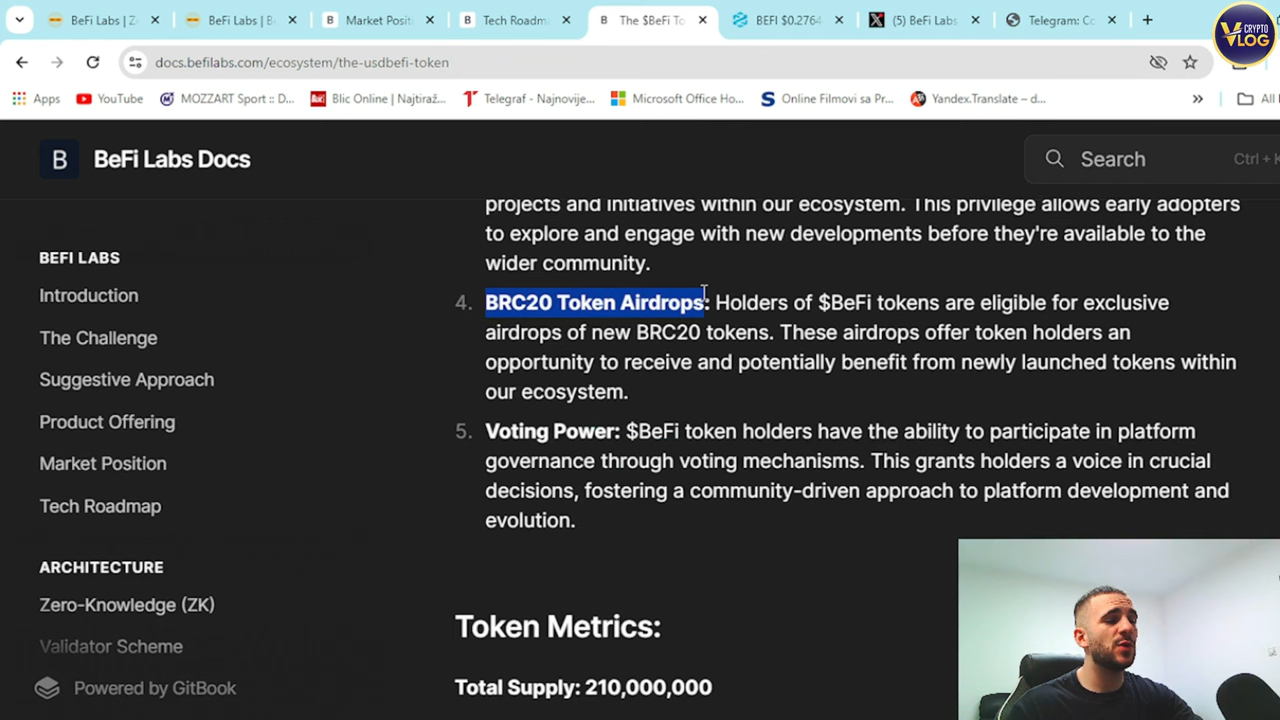 BeFi Labs | Z
BeFi Labs | B
Market Posit
Tech Roadma
The $BeFi To
BEFI $0.2764
(5) BeFi Labs
Telegram: Co
CRYPTO
VLOG
docs.befilabs.com/ecosystem/the-usdbefi-token
Apps
YouTube
MOZZART Sport :: D...
Blic Online | Najtiraž...
Telegraf - Najnovije...
Microsoft Office Ho...
Online Filmovi sa Pr...
Yandex.Translate – d...
All
B
BeFi Labs Docs
Search
Ctrl + K
BEFI LABS
Introduction
The Challenge
Suggestive Approach
Product Offering
Market Position
Tech Roadmap
ARCHITECTURE
Zero-Knowledge (ZK)
Validator Scheme
Powered by GitBook
projects and initiatives within our ecosystem. This privilege allows early adopters
to explore and engage with new developments before they're available to the
wider community.
4. BRC20 Token Airdrops: Holders of $BeFi tokens are eligible for exclusive
airdrops of new BRC20 tokens. These airdrops offer token holders an
opportunity to receive and potentially benefit from newly launched tokens within
our ecosystem.
5. Voting Power: $BeFi token holders have the ability to participate in platform
governance through voting mechanisms. This grants holders a voice in crucial
decisions, fostering a community-driven approach to platform development and
evolution.
Token Metrics:
Total Supply: 210,000,000